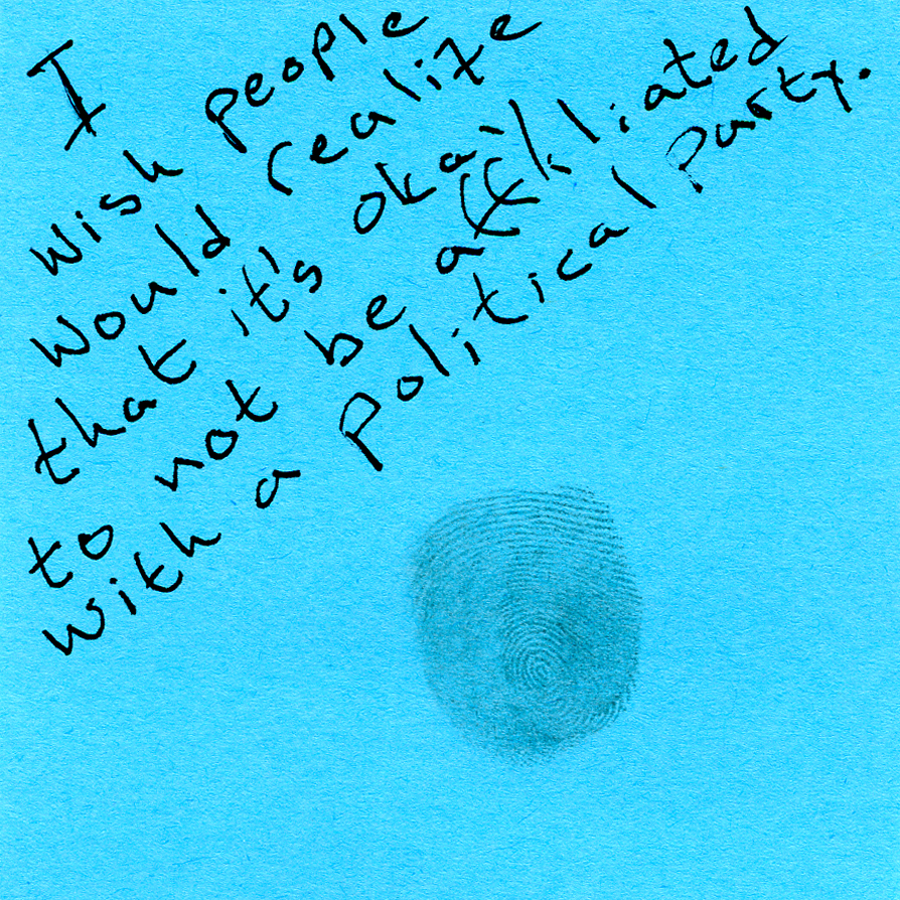 I
wish people
would realize
that it's okay
to not be affiliated
with a political party.